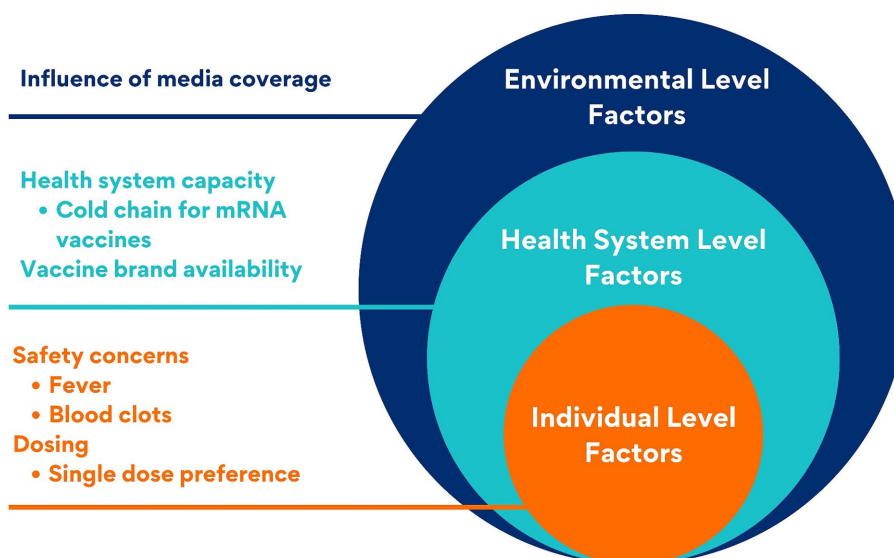 Influence of media coverage
Environmental Level
Factors
Health system capacity
• Cold chain for mRNA
vaccines
Vaccine brand availability
Health System Level
Factors
Safety concerns
• Fever
• Blood clots
Dosing
• Single dose preference
Individual Level
Factors